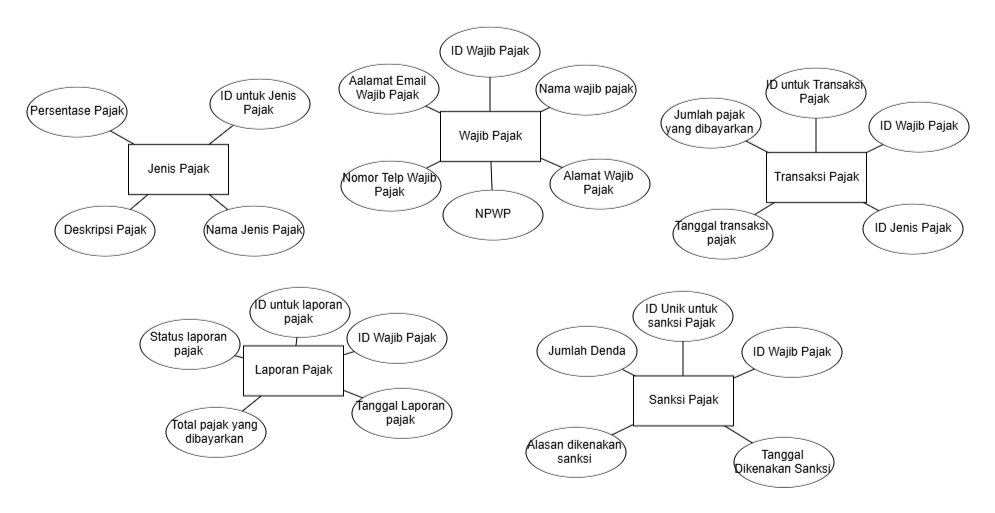 ID Wajib Pajak
Aalamat Email
Wajib Pajak
Nama wajib pajak
Wajib Pajak
Nomor Telp Wajib
Pajak
Alamat Wajib
Pajak
NPWP
Persentase Pajak
ID untuk Jenis
Pajak
Jenis Pajak
Deskripsi Pajak
Nama Jenis Pajak
ID untuk Transaksi
Pajak
Jumlah pajak
yang dibayarkan
ID Wajib Pajak
Transaksi Pajak
Tanggal transaksi
pajak
ID Jenis Pajak
ID untuk laporan
pajak
Status laporan
pajak
ID Wajib Pajak
Laporan Pajak
Total pajak yang
dibayarkan
Tanggal Laporan
pajak
ID Unik untuk
sanksi Pajak
Jumlah Denda
ID Wajib Pajak
Sanksi Pajak
Alasan dikenakan
sanksi
Tanggal
Dikenakan Sanksi